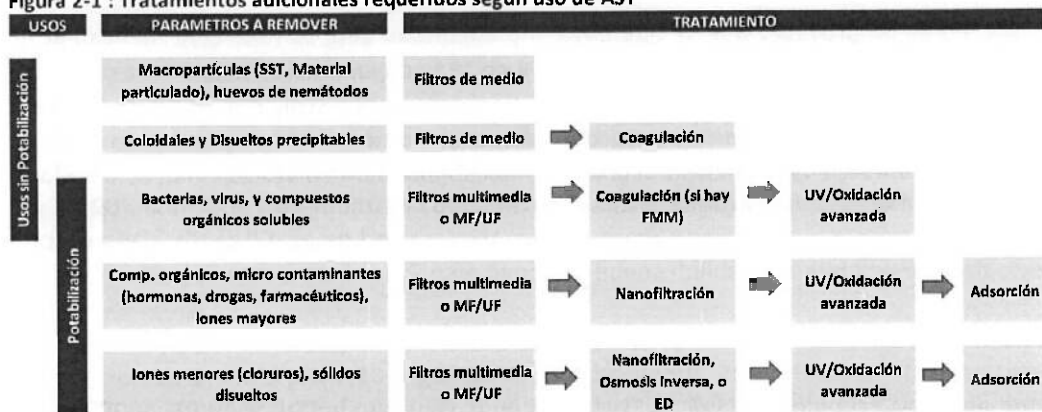 Figura 2-1 : Tratamientos adicionales requeridos según uso de AST
USOS PARAMETROS A REMOVER TRATAMIENTO
Usos sin Potabilización
Potabilización
Macropartículas (SST, Material
particulado), huevos de nemátodos
Filtros de medio
Coloidales y Disueltos precipitables
Filtros de medio
Coagulación
Bacterias, virus, y compuestos
orgánicos solubles
Filtros multimedia
o MF/UF
Coagulación (si hay
FMM)
UV/Oxidación
avanzada
Comp. orgánicos, micro contaminantes
(hormonas, drogas, farmacéuticos),
Iones mayores
Filtros multimedia
o MF/UF
Nanofiltración
UV/Oxidación
avanzada
Adsorción
Iones menores (cloruros), sólidos
disueltos
Filtros multimedia
o MF/UF
Nanofiltración,
Osmosis Inversa, o
ED
UV/Oxidación
avanzada
Adsorción